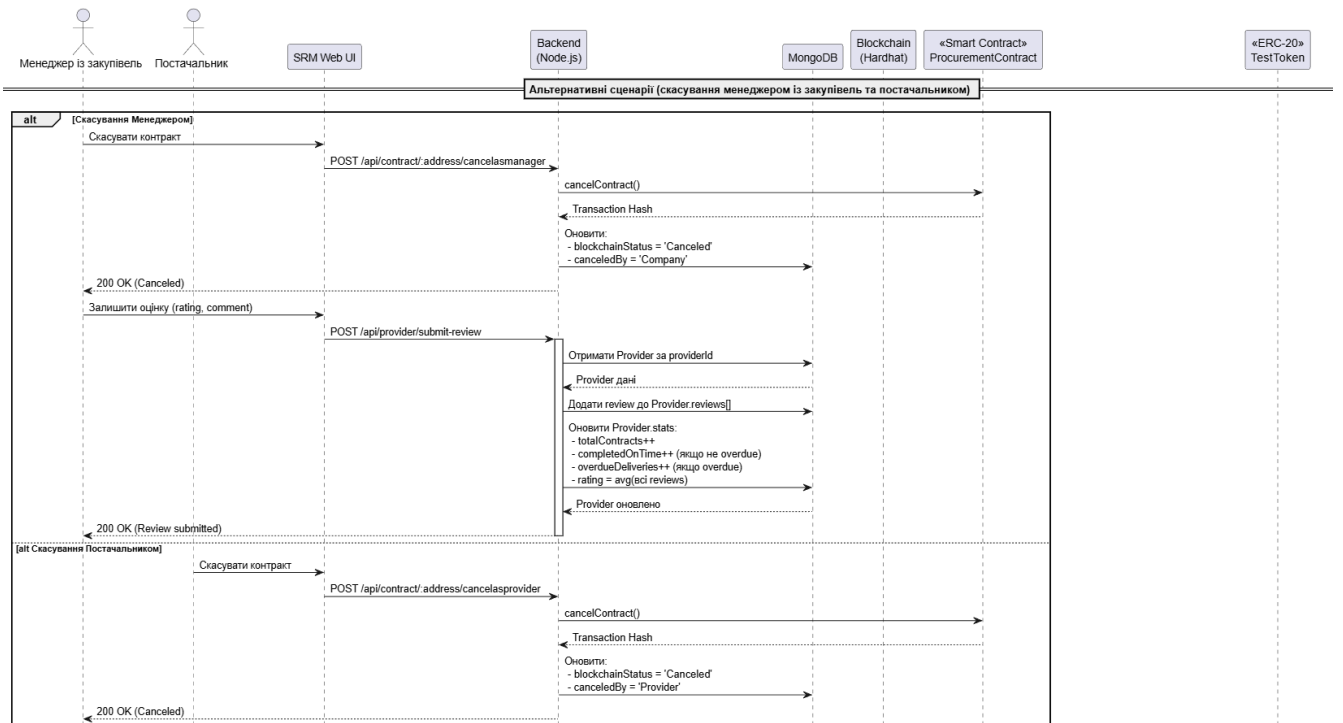 Менеджер із закупівель
Постачальник
SRM Web UI
Backend
(Node.js)
MongoDB
Blockchain
(Hardhat)
«Smart Contract»
ProcurementContract
«ERC-20»
TestToken
Альтернативні сценарії (скасування менеджером із закупівель та постачальником)
alt
[Скасування Менеджером]
Скасувати контракт
POST /api/contract/:address/cancelasmanager
cancelContract()
Transaction Hash
Оновити:
- blockchainStatus = 'Canceled'
- canceledBy = 'Company'
200 OK (Canceled)
Залишити оцінку (rating, comment)
POST /api/provider/submit-review
Отримати Provider за providerId
Provider дані
Додати review до Provider.reviews[]
Оновити Provider.stats:
- totalContracts++
- completedOnTime++ (якщо не overdue)
- overdueDeliveries++ (якщо overdue)
- rating = avg(всі reviews)
Provider оновлено
200 OK (Review submitted)
[alt Скасування Постачальником]
Скасувати контракт
POST /api/contract/:address/cancelasprovider
cancelContract()
Transaction Hash
Оновити:
- blockchainStatus = 'Canceled'
- canceledBy = 'Provider'
200 OK (Canceled)